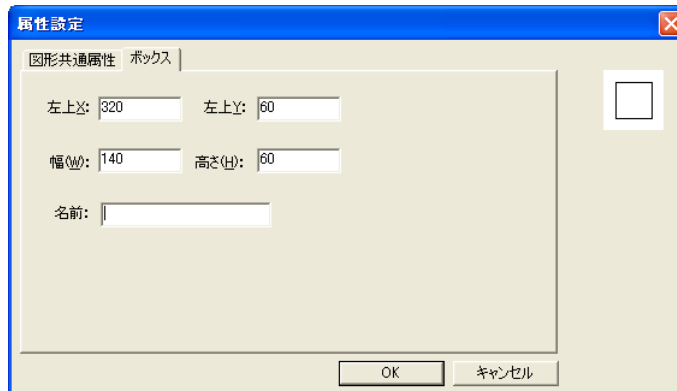 属性設定
図形共通属性 ボックス
左上X: 320 左上Y: 60
幅(W): 140 高さ(H): 60
名前:
OK キャンセル